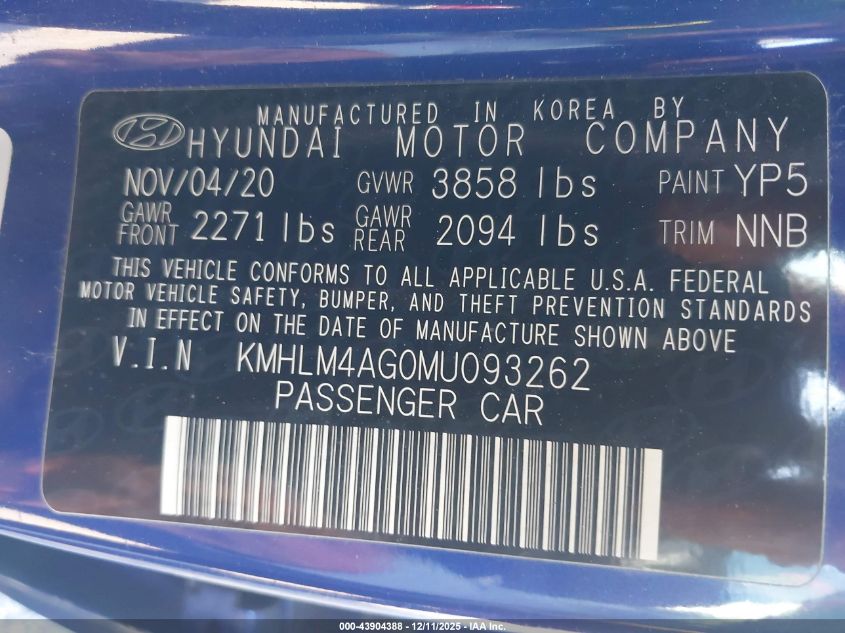 MANUFACTURED IN KOREA BY
HYUNDAI MOTOR COMPANY
NOV/04/20 GVWR 3858 lbs PAINT YP5
GAWR FRONT 2271 lbs GAWR REAR 2094 lbs TRIM NNB
THIS VEHICLE CONFORMS TO ALL APPLICABLE U.S.A. FEDERAL
MOTOR VEHICLE SAFETY, BUMPER, AND THEFT PREVENTION STANDARDS
IN EFFECT ON THE DATE OF MANUFACTURE SHOWN ABOVE
V.I.N KMHLM4AG0MU093262
PASSENGER CAR
000-43904388 - 12/11/2025 - IAA Inc.